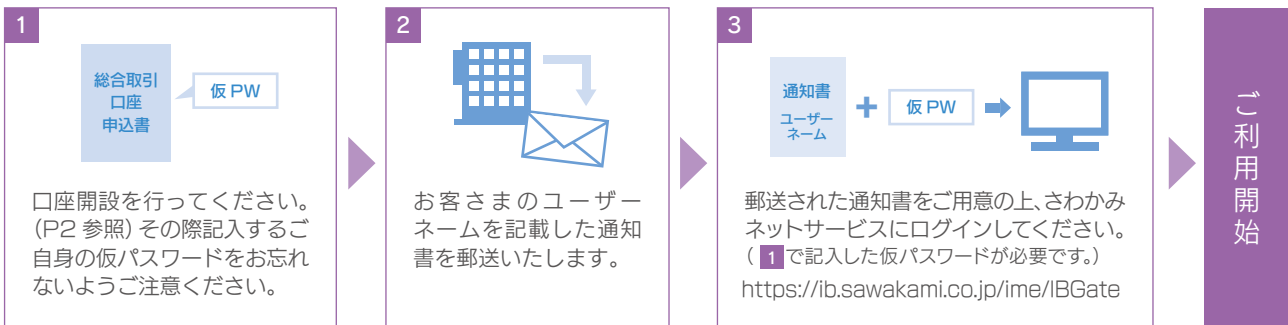 1
総合取引
口座
申込書
仮 PW
口座開設を行ってください。
(P2 参照) その際記入するご
自身の仮パスワードをお忘れ
ないようご注意ください。
2
お客さまのユーザー
ネームを記載した通知
書を郵送いたします。
3
通知書
ユーザー
ネーム
+
仮 PW
郵送された通知書をご用意の上、さわかみ
ネットサービスにログインしてください。
( 1 で記入した仮パスワードが必要です。)
https://ib.sawakami.co.jp/ime/IBGate
ご利用開始